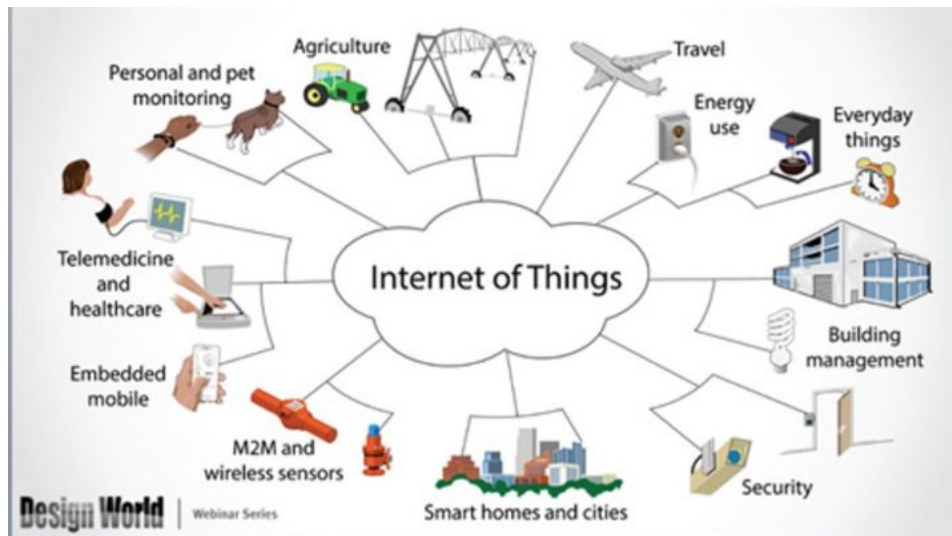 Agriculture
Travel
Personal and pet
monitoring
Energy
use
Everyday
things
Telemedicine
and
healthcare
Internet of Things
Building
management
Embedded
mobile
M2M and
wireless sensors
Smart homes and cities
Security
Design World
Webinar Series